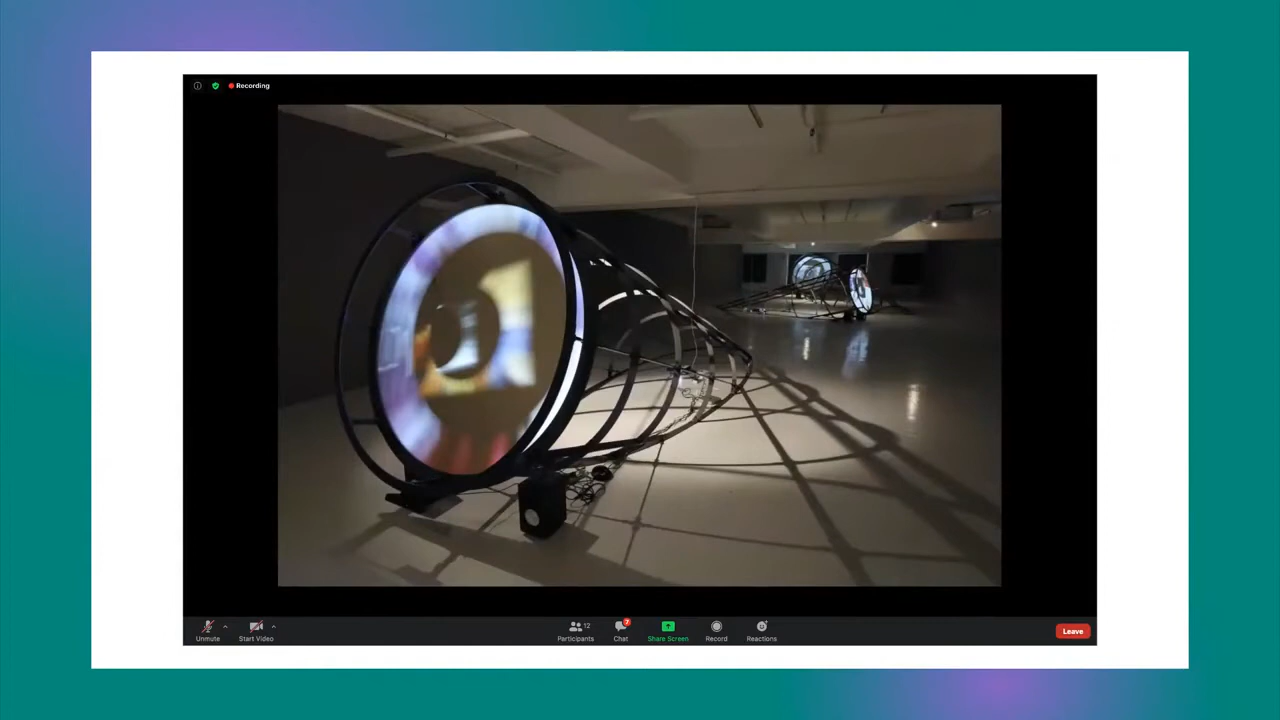 Recording
Unmute
Start Video
Participants
12
Chat
7
Share Screen
Record
Reactions
Leave